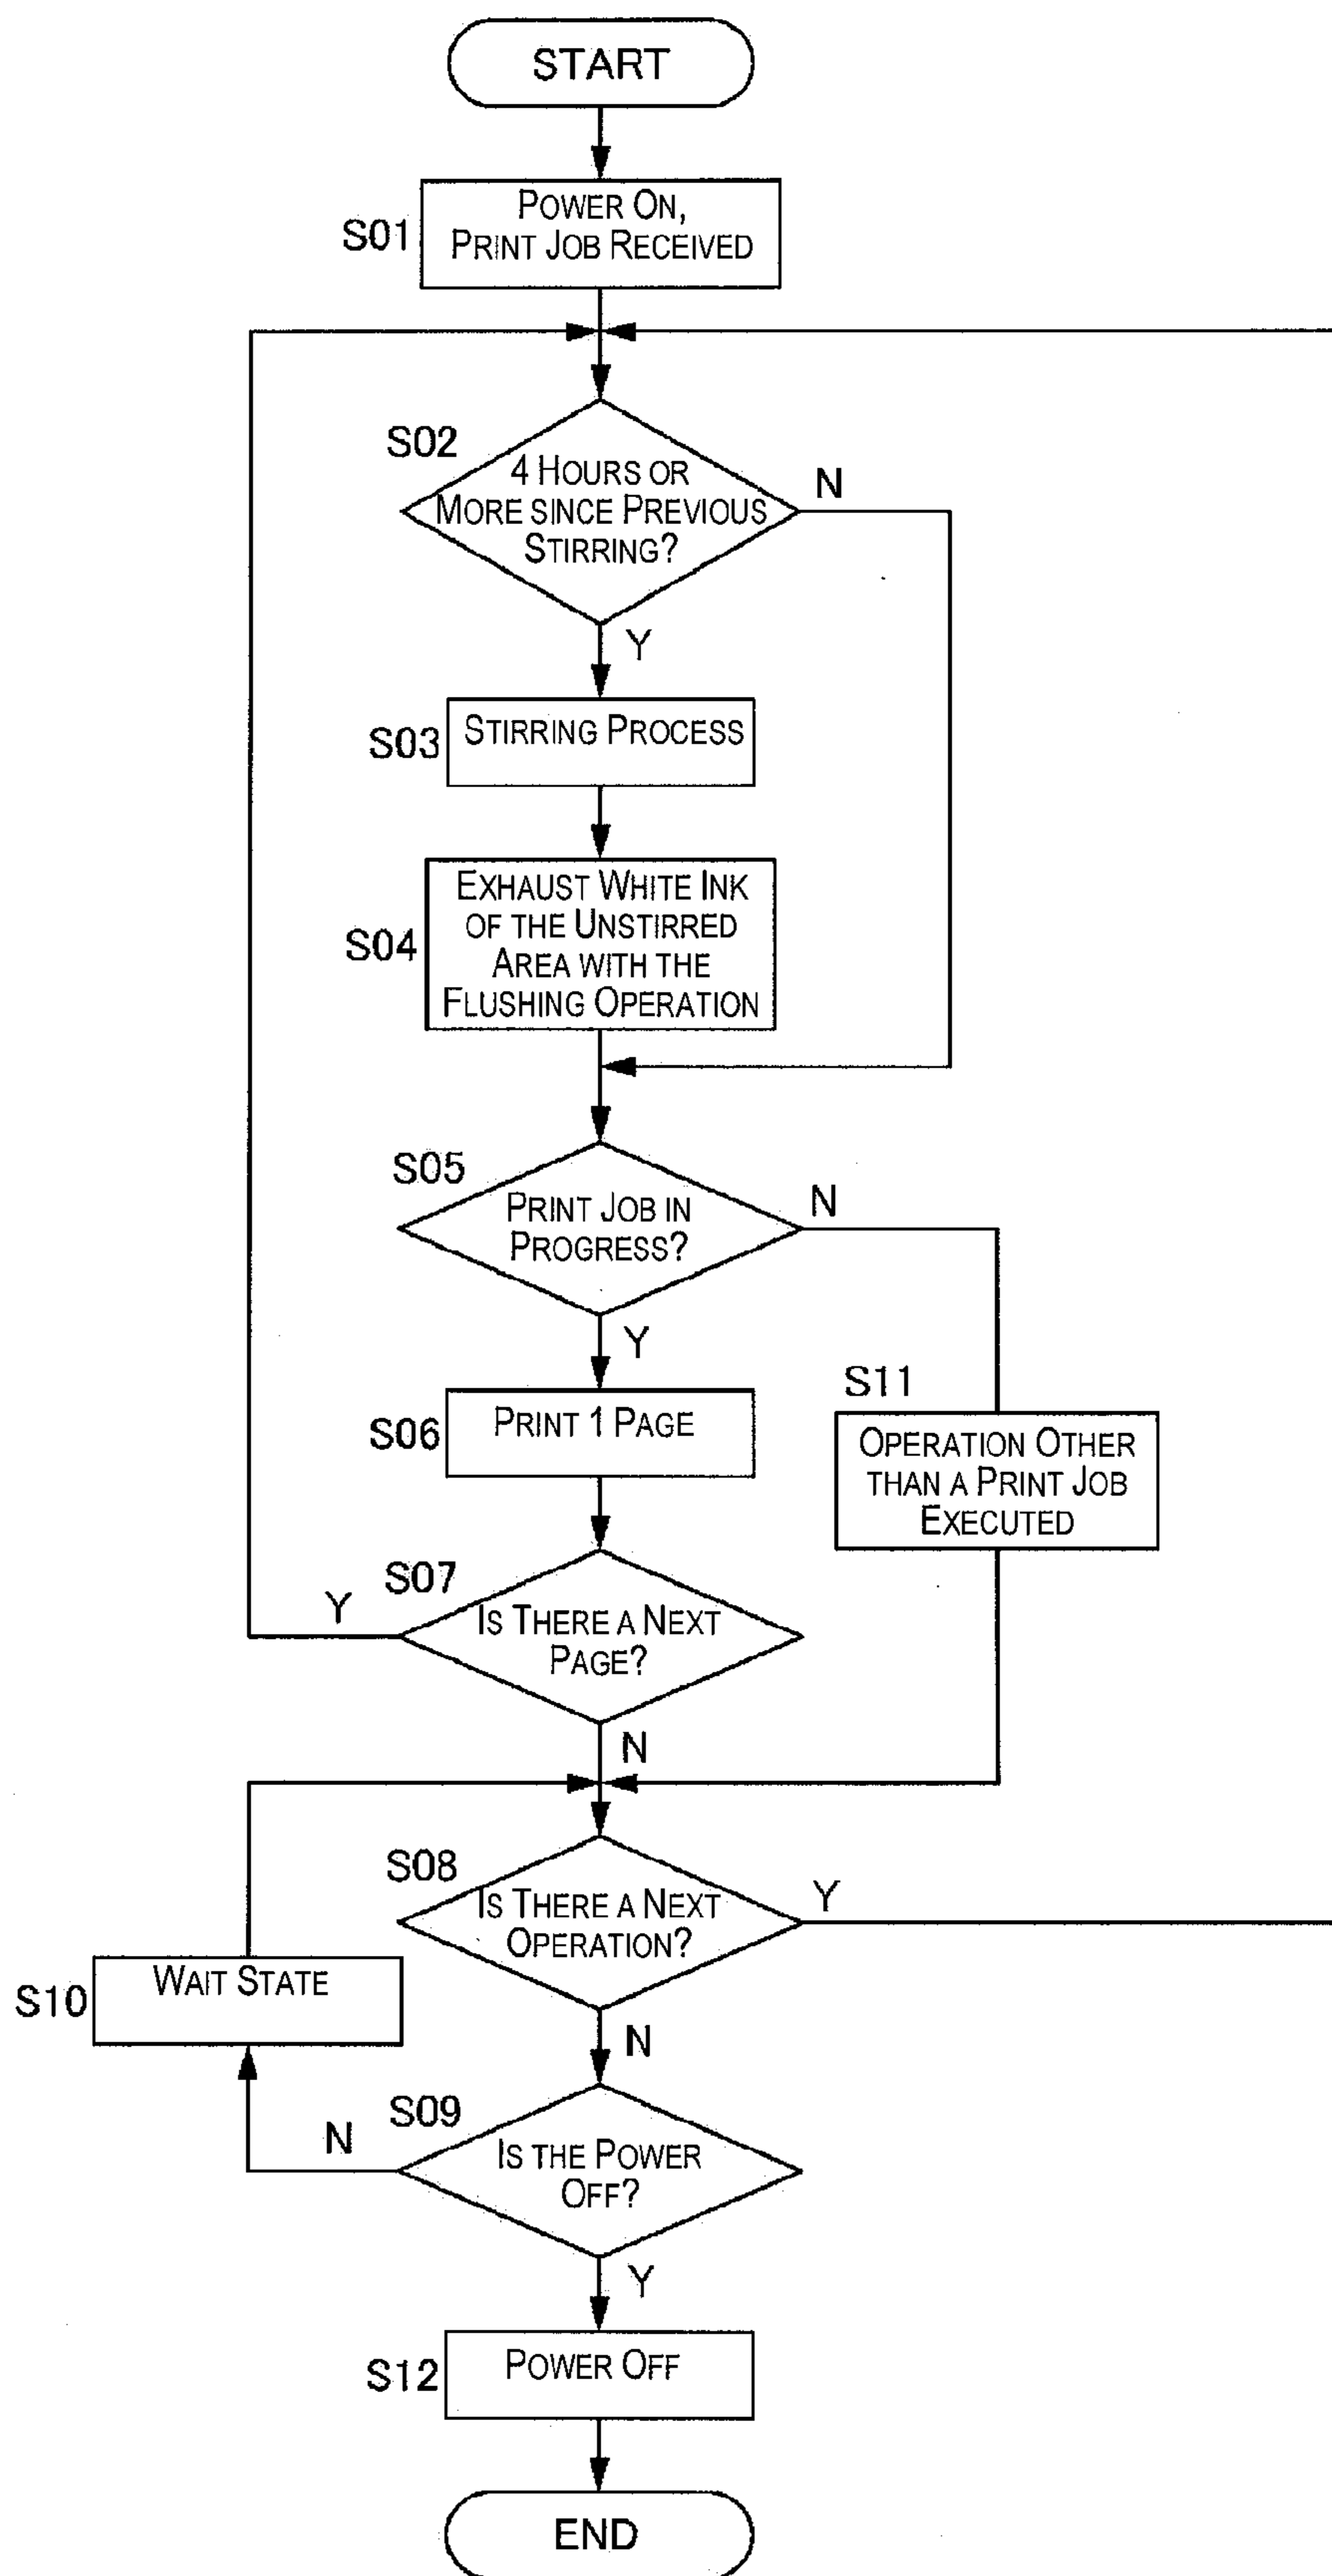 START
S01
POWER ON,
PRINT JOB RECEIVED
S02
4 HOURS OR
MORE SINCE PREVIOUS
STIRRING?
N
Y
S03
STIRRING PROCESS
S04
EXHAUST WHITE INK
OF THE UNSTIRRED
AREA WITH THE
FLUSHING OPERATION
S05
PRINT JOB IN
PROGRESS?
N
Y
S06
PRINT 1 PAGE
S11
OPERATION OTHER
THAN A PRINT JOB
EXECUTED
S07
Y
IS THERE A NEXT
PAGE?
N
S08
IS THERE A NEXT
OPERATION?
Y
S10
WAIT STATE
N
S09
N
IS THE POWER
OFF?
Y
S12
POWER OFF
END